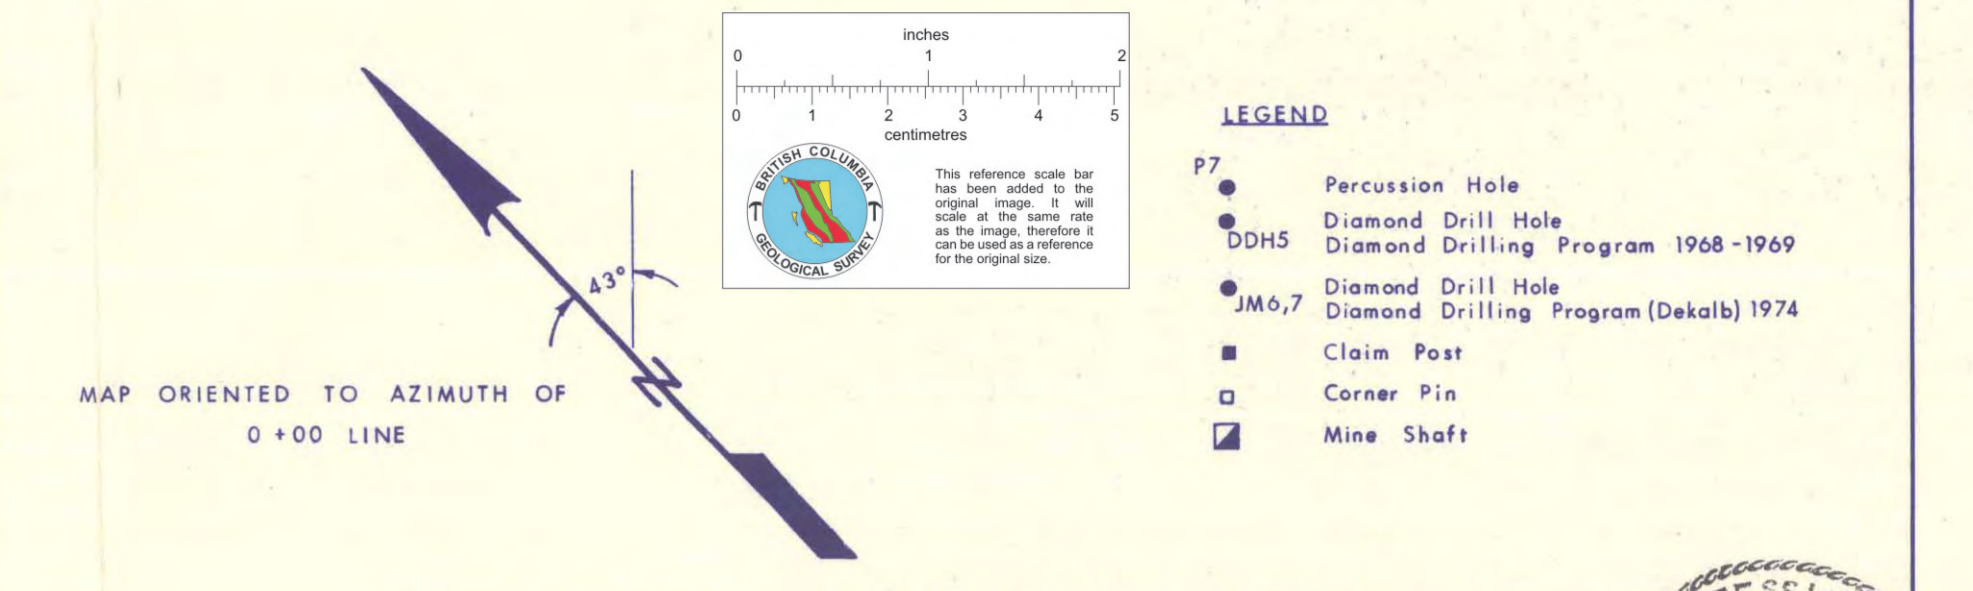 inches
0 1 2
0 1 2 3 4 5
centimetres
BRITISH COLUMBIA
GEOLOGICAL SURVEY
This reference scale bar
has been added to the
original image. It will
scale at the same rate
as the image, therefore it
can be used as a reference
for the original size.
43°
N
MAP ORIENTED TO AZIMUTH OF
0 +00 LINE
LEGEND
P7
Percussion Hole
Diamond Drill Hole
DDH5 Diamond Drilling Program 1968-1969
Diamond Drill Hole
JM6,7 Diamond Drilling Program (Dekalb) 1974
Claim Post
Corner Pin
Mine Shaft